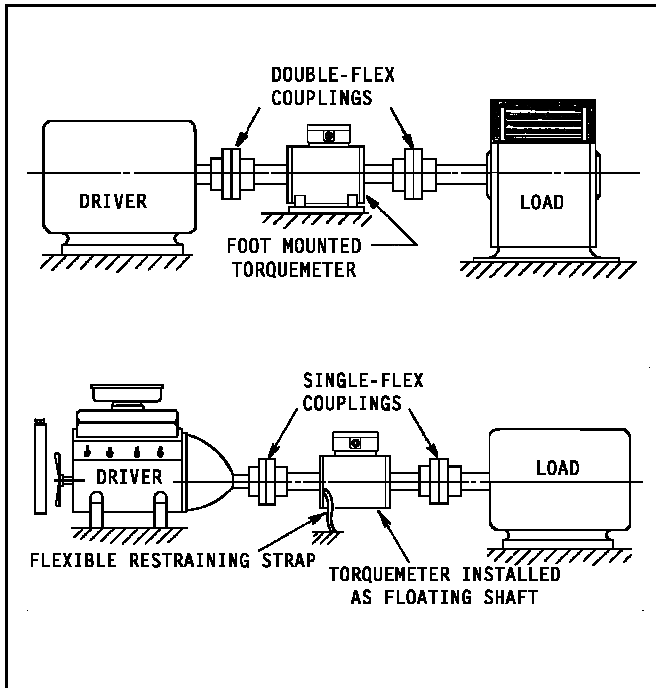 DOUBLE-FLEX
COUPLINGS
DRIVER
LOAD
FOOT MOUNTED
TORQUEMETER
SINGLE-FLEX
COUPLINGS
DRIVER
LOAD
FLEXIBLE RESTRAINING STRAP
TORQUEMETER INSTALLED
AS FLOATING SHAFT